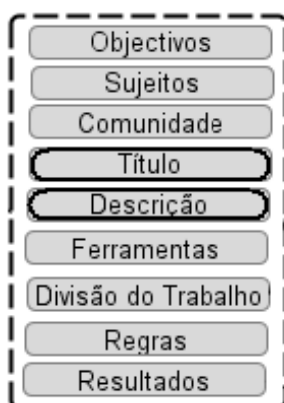 Objectivos
Sujeitos
Comunidade
Título
Descrição
Ferramentas
Divisão do Trabalho
Regras
Resultados